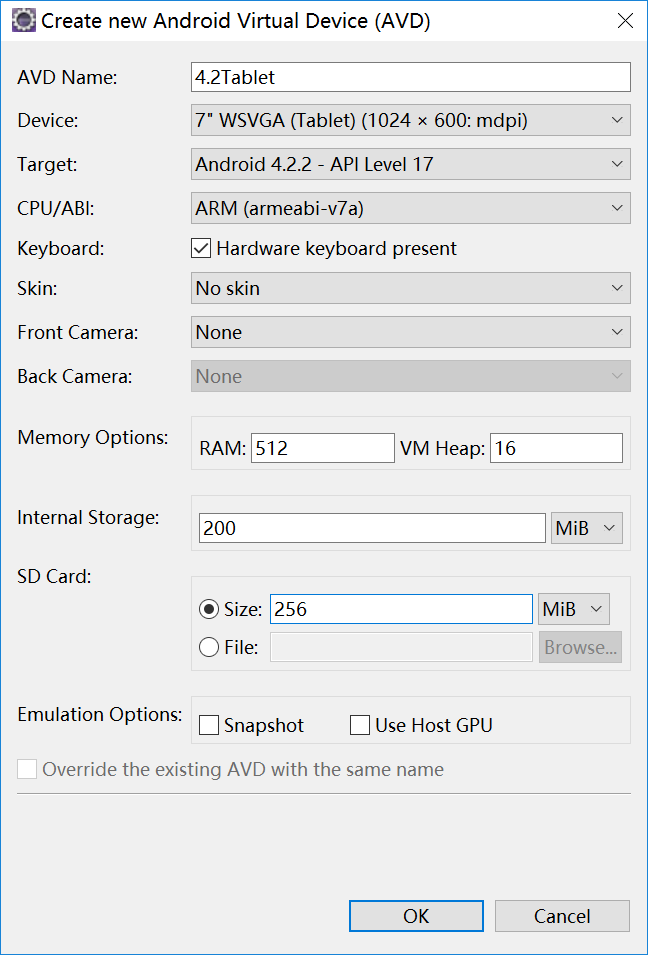 Create new Android Virtual Device (AVD)
AVD Name: 4.2Tablet
Device: 7" WSVGA (Tablet) (1024 × 600: mdpi)
Target: Android 4.2.2 - API Level 17
CPU/ABI: ARM (armeabi-v7a)
Keyboard: Hardware keyboard present
Skin: No skin
Front Camera: None
Back Camera: None
Memory Options: RAM: 512 VM Heap: 16
Internal Storage: 200 MiB
SD Card:
Size: 256 MiB
File: Browse...
Emulation Options: Snapshot Use Host GPU
Override the existing AVD with the same name
OK Cancel